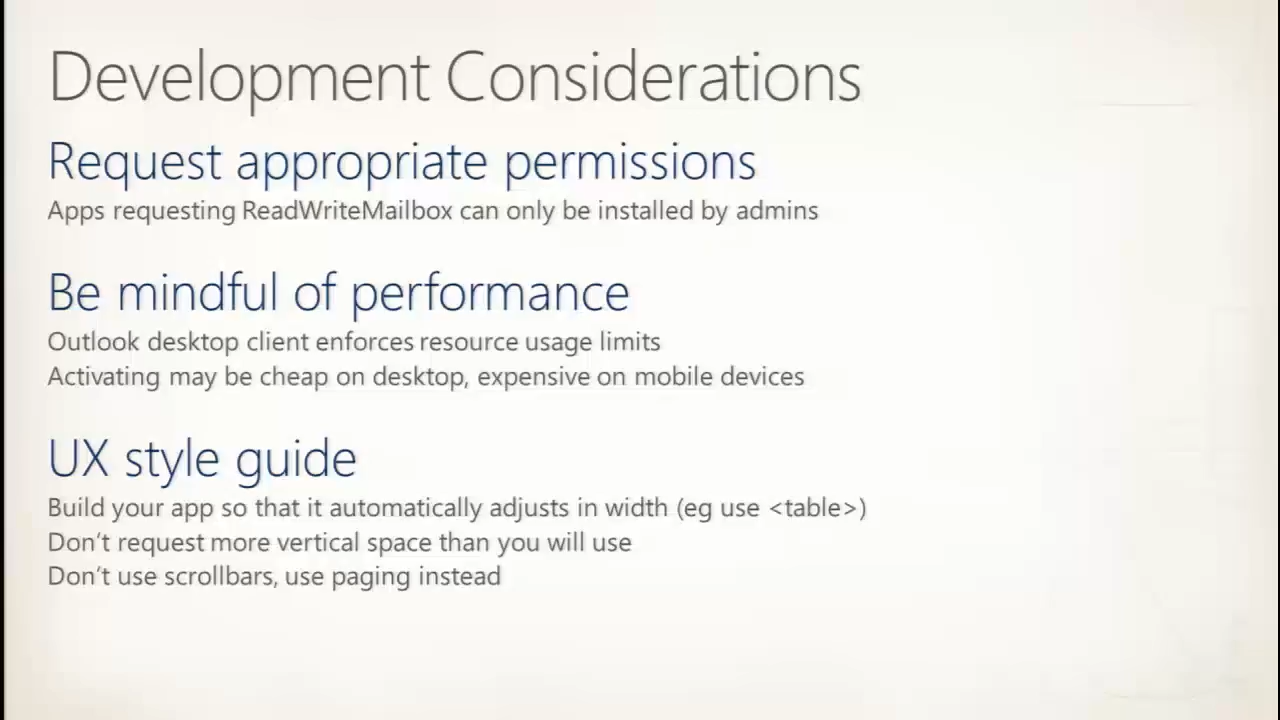 Development Considerations
Request appropriate permissions
Apps requesting ReadWriteMailbox can only be installed by admins
Be mindful of performance
Outlook desktop client enforces resource usage limits
Activating may be cheap on desktop, expensive on mobile devices
UX style guide
Build your app so that it automatically adjusts in width (eg use <table>)
Don't request more vertical space than you will use
Don't use scrollbars, use paging instead